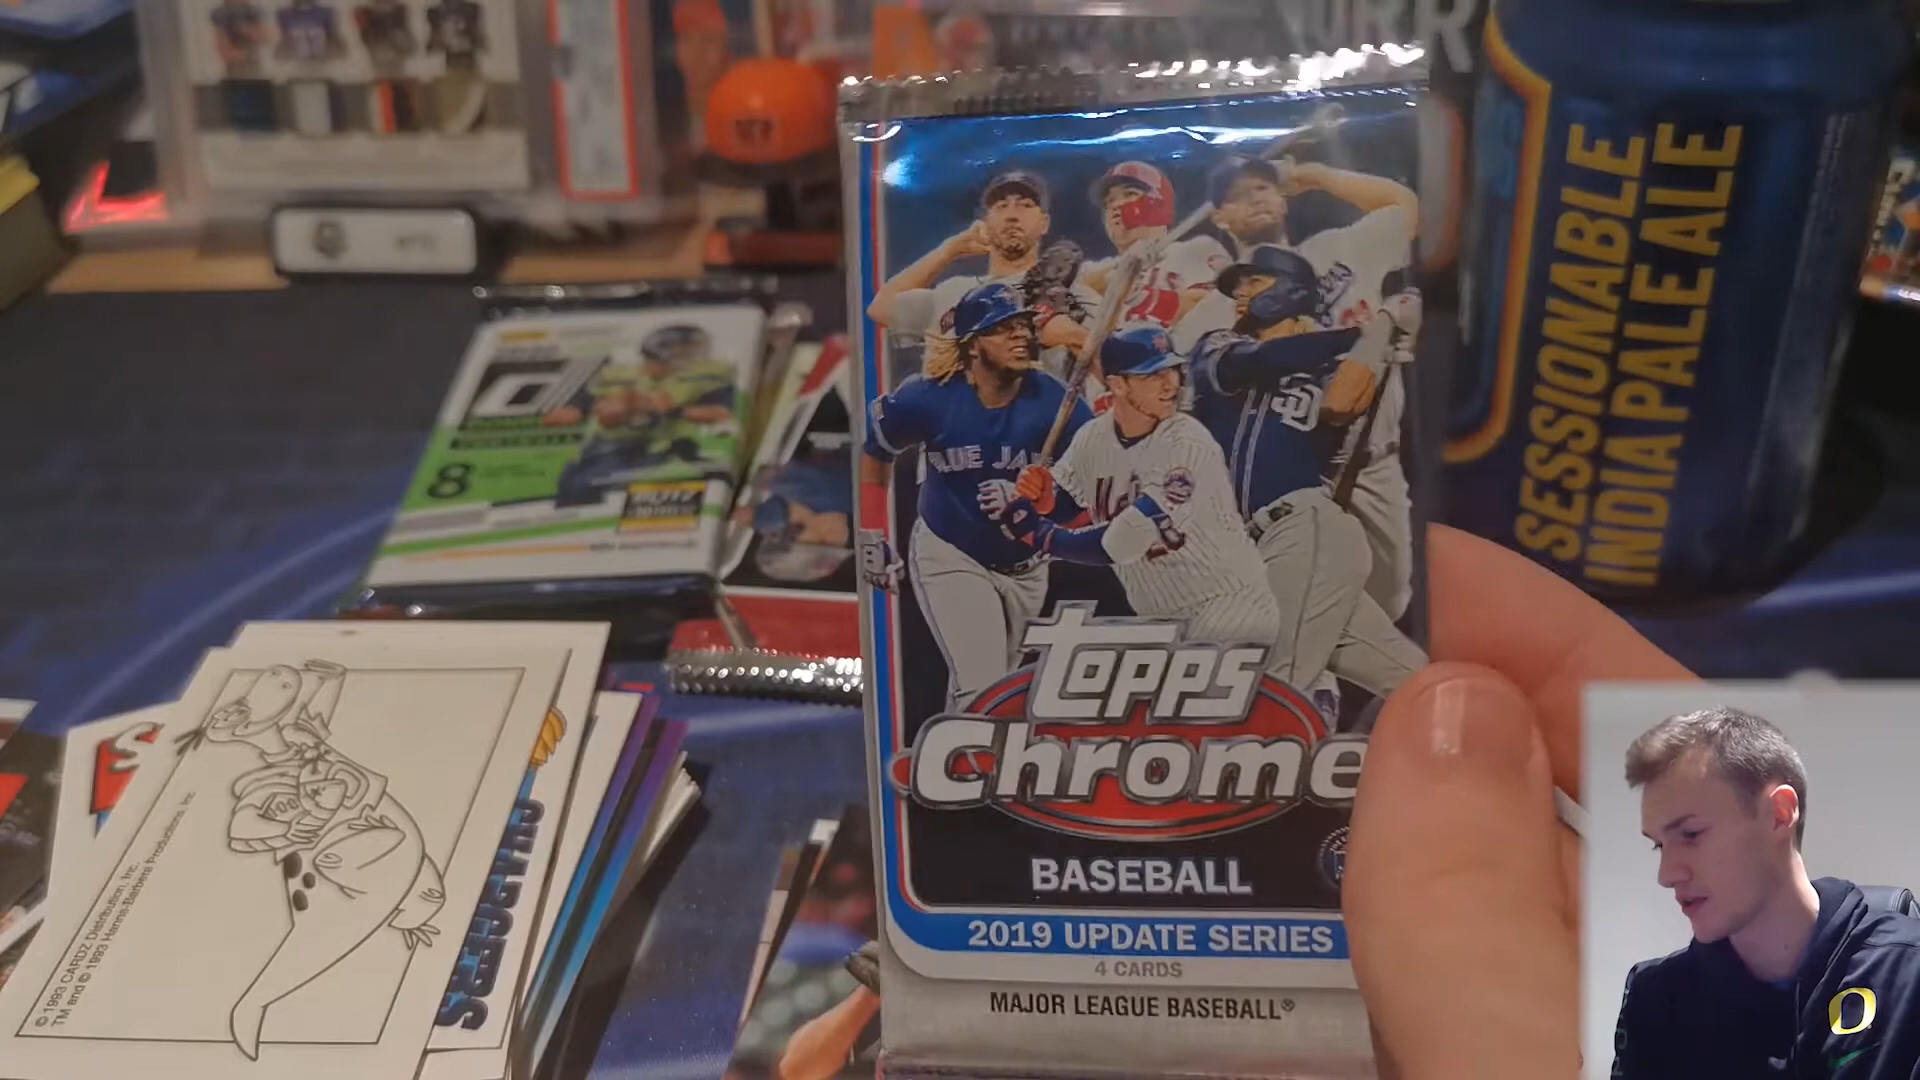 BLUE JA
SD
Mets
TOPPS
Chrome
BASEBALL
2019 UPDATE SERIES
4 CARDS
MAJOR LEAGUE BASEBALL®
SESSIONABLE
INDIA PALE ALE
8
© 1993 CARDZ Distribution, Inc.
TM and © 1993 Hanna-Barbera Productions, Inc.
CHARGERS
O